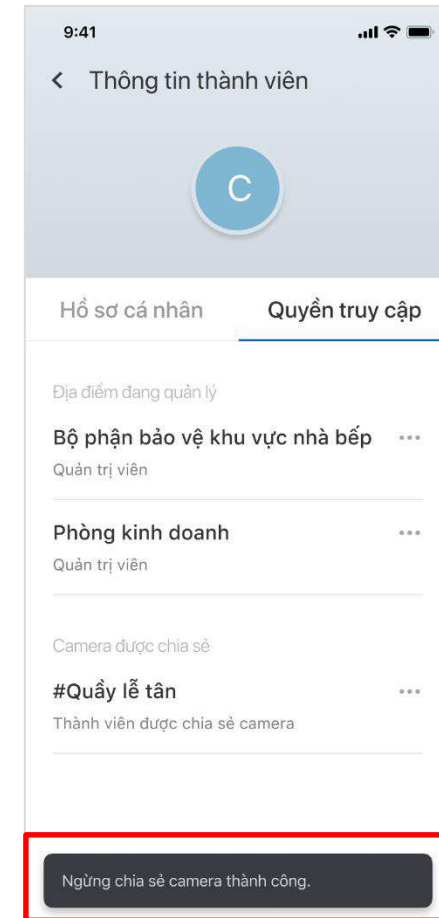 9:41
Thông tin thành viên
C
Hồ sơ cá nhân
Quyền truy cập
Địa điểm đang quản lý
Bộ phận bảo vệ khu vực nhà bếp
Quản trị viên
Phòng kinh doanh
Quản trị viên
Camera được chia sẻ
#Quầy lễ tân
Thành viên được chia sẻ camera
Ngừng chia sẻ camera thành công.